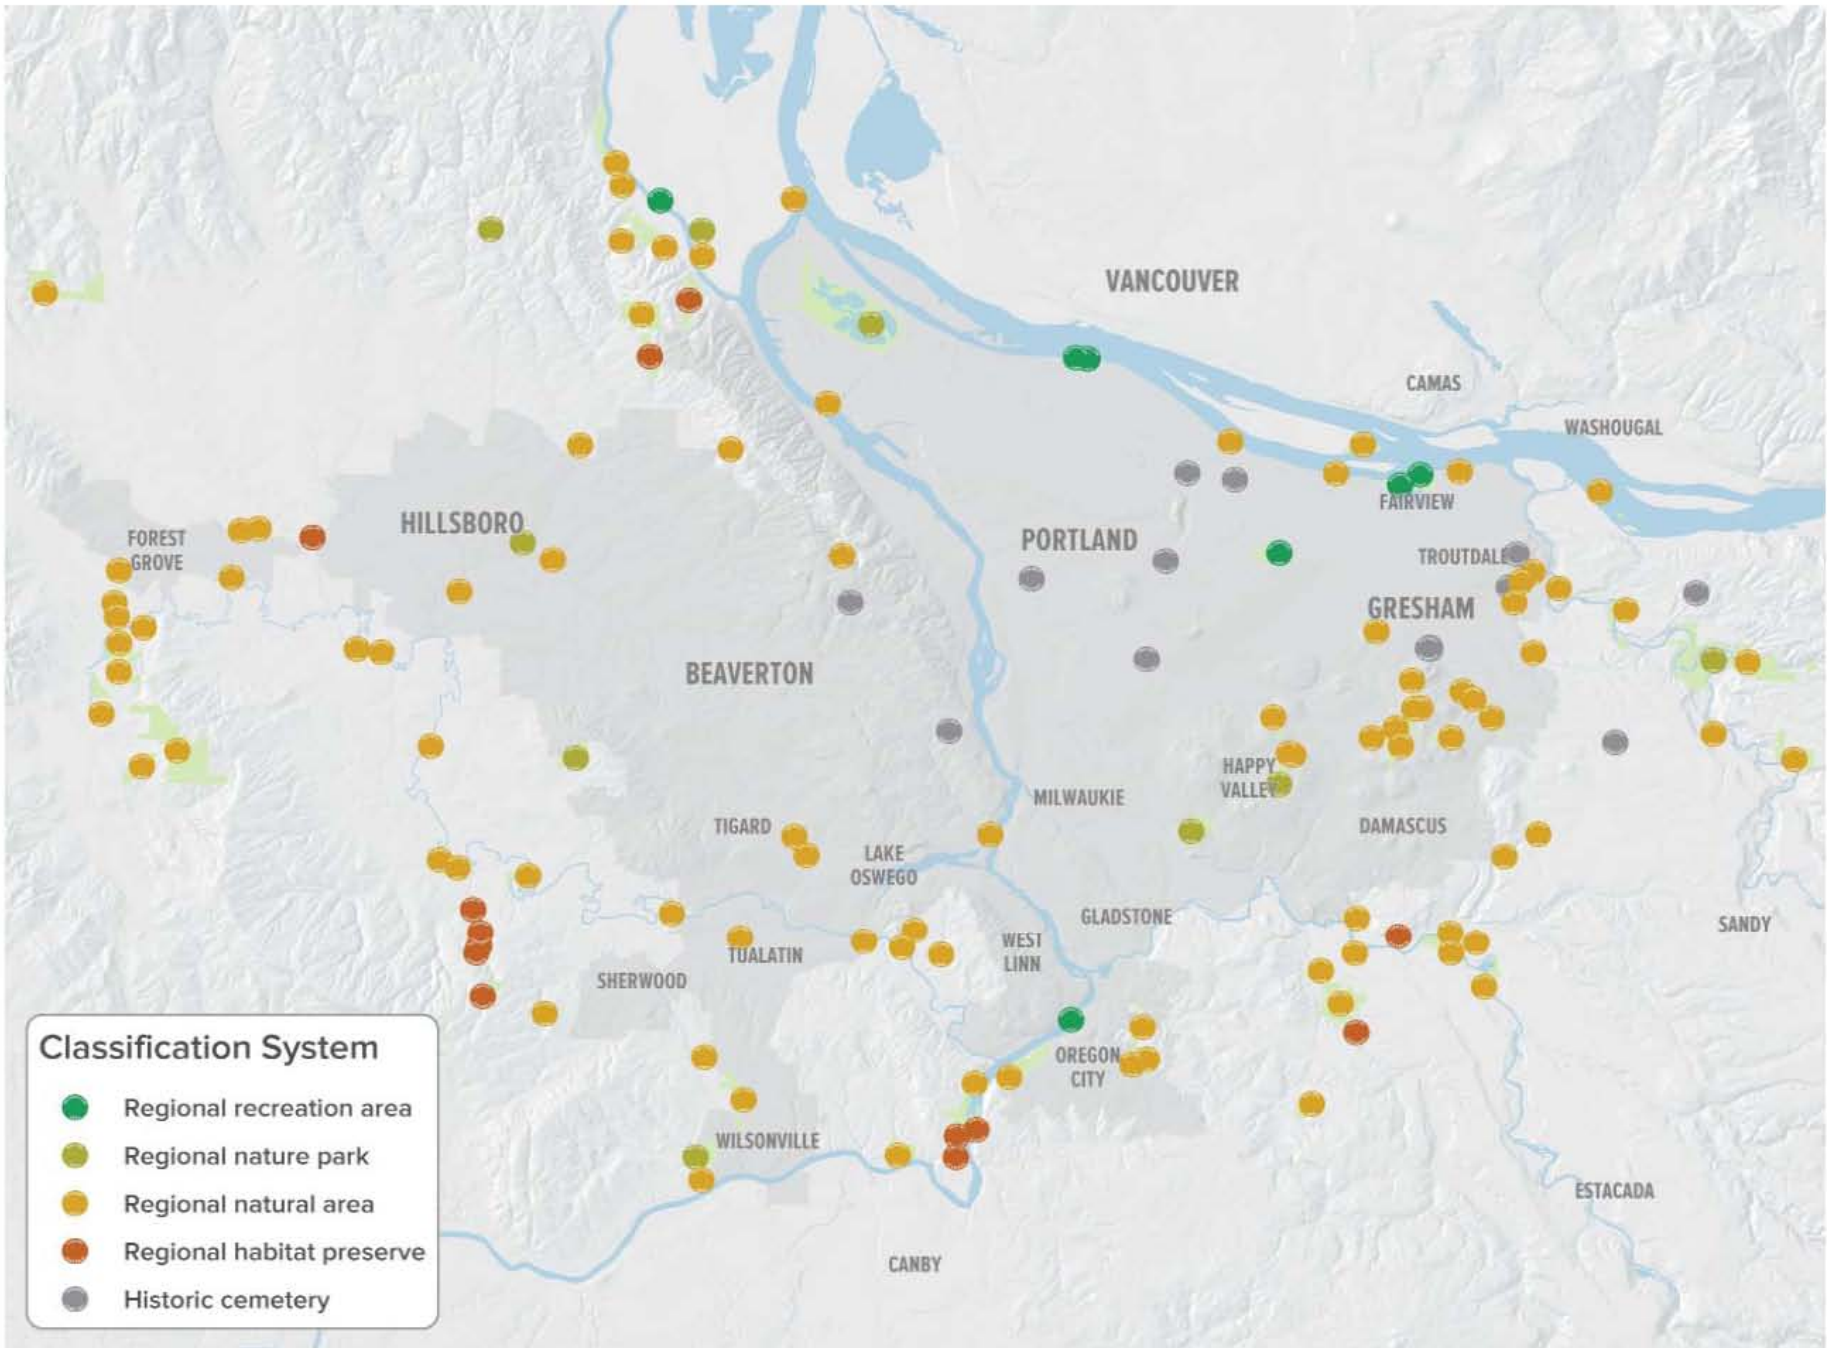 VANCOUVER
CAMAS
WASHOUGAL
FAIRVIEW
HILLSBORO
PORTLAND
FOREST
GROVE
TROUTDALE
GRESHAM
BEAVERTON
HAPPY
VALLEY
MILWAUKIE
TIGARD
DAMASCUS
LAKE
OSWEGO
GLADSTONE
SANDY
WEST
LINN
TUALATIN
SHERWOOD
OREGON
CITY
WILSONVILLE
ESTACADA
CANBY
Classification System
Regional recreation area
Regional nature park
Regional natural area
Regional habitat preserve
Historic cemetery